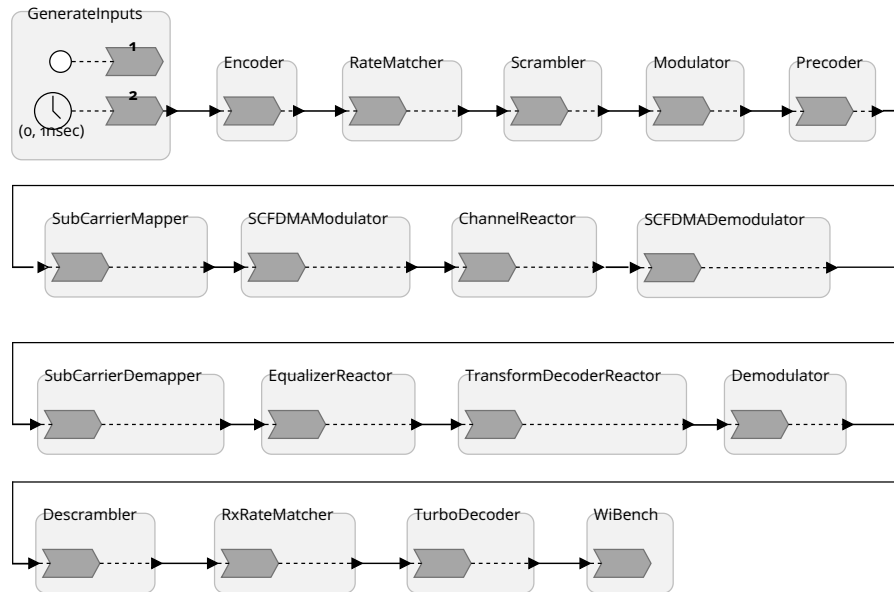 GenerateInputs
1
2
(0, 1nsec)
Encoder
RateMatcher
Scrambler
Modulator
Precoder
SubCarrierMapper
SCFDMAModulator
ChannelReactor
SCFDMADemodulator
SubCarrierDemapper
EqualizerReactor
TransformDecoderReactor
Demodulator
Descrambler
RxRateMatcher
TurboDecoder
WiBench